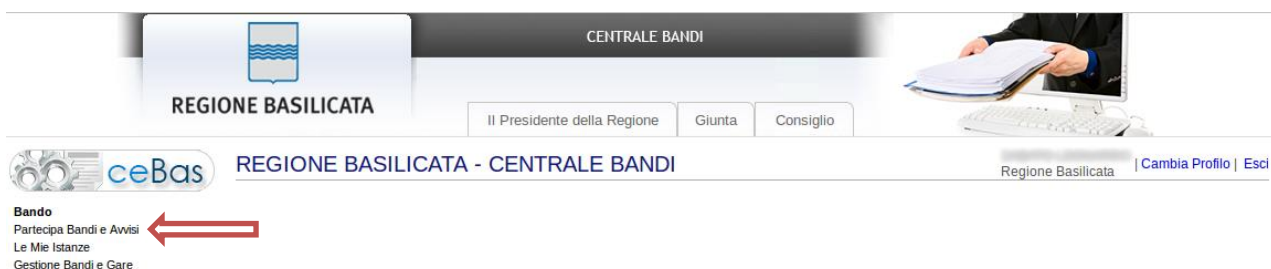 CENTRALE BANDI
REGIONE BASILICATA
Il Presidente della Regione
Giunta
Consiglio
ceBas
REGIONE BASILICATA - CENTRALE BANDI
Regione Basilicata
| Cambia Profilo | Esci
Bando
Partecipa Bandi e Avvisi
Le Mie Istanze
Gestione Bandi e Gare